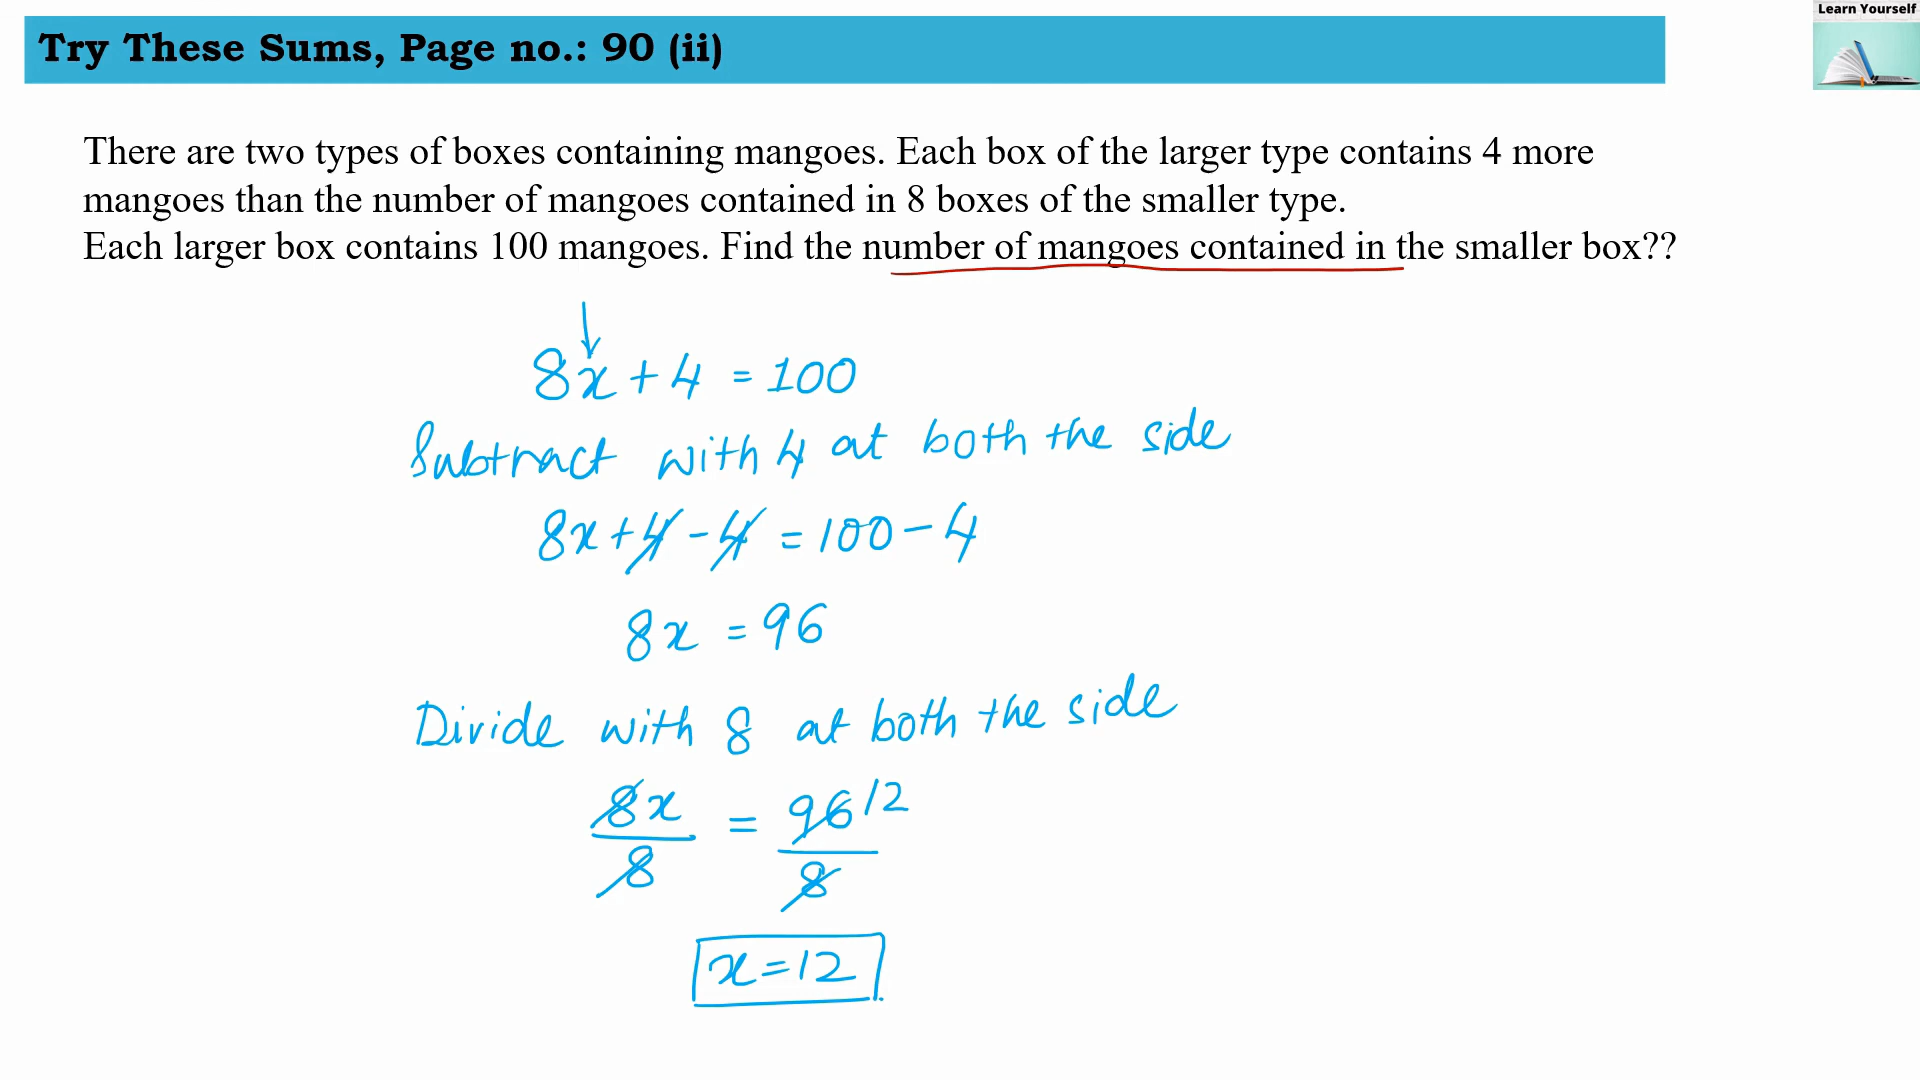 Learn Yourself
Try These Sums, Page no.: 90 (ii)
There are two types of boxes containing mangoes. Each box of the larger type contains 4 more
mangoes than the number of mangoes contained in 8 boxes of the smaller type.
Each larger box contains 100 mangoes. Find the number of mangoes contained in the smaller box??
8x + 4 = 100
Subtract with 4 at both the side
8x + 4 - 4 = 100 - 4
8x = 96
Divide with 8 at both the side
8x = 96 12
8 8
x = 12